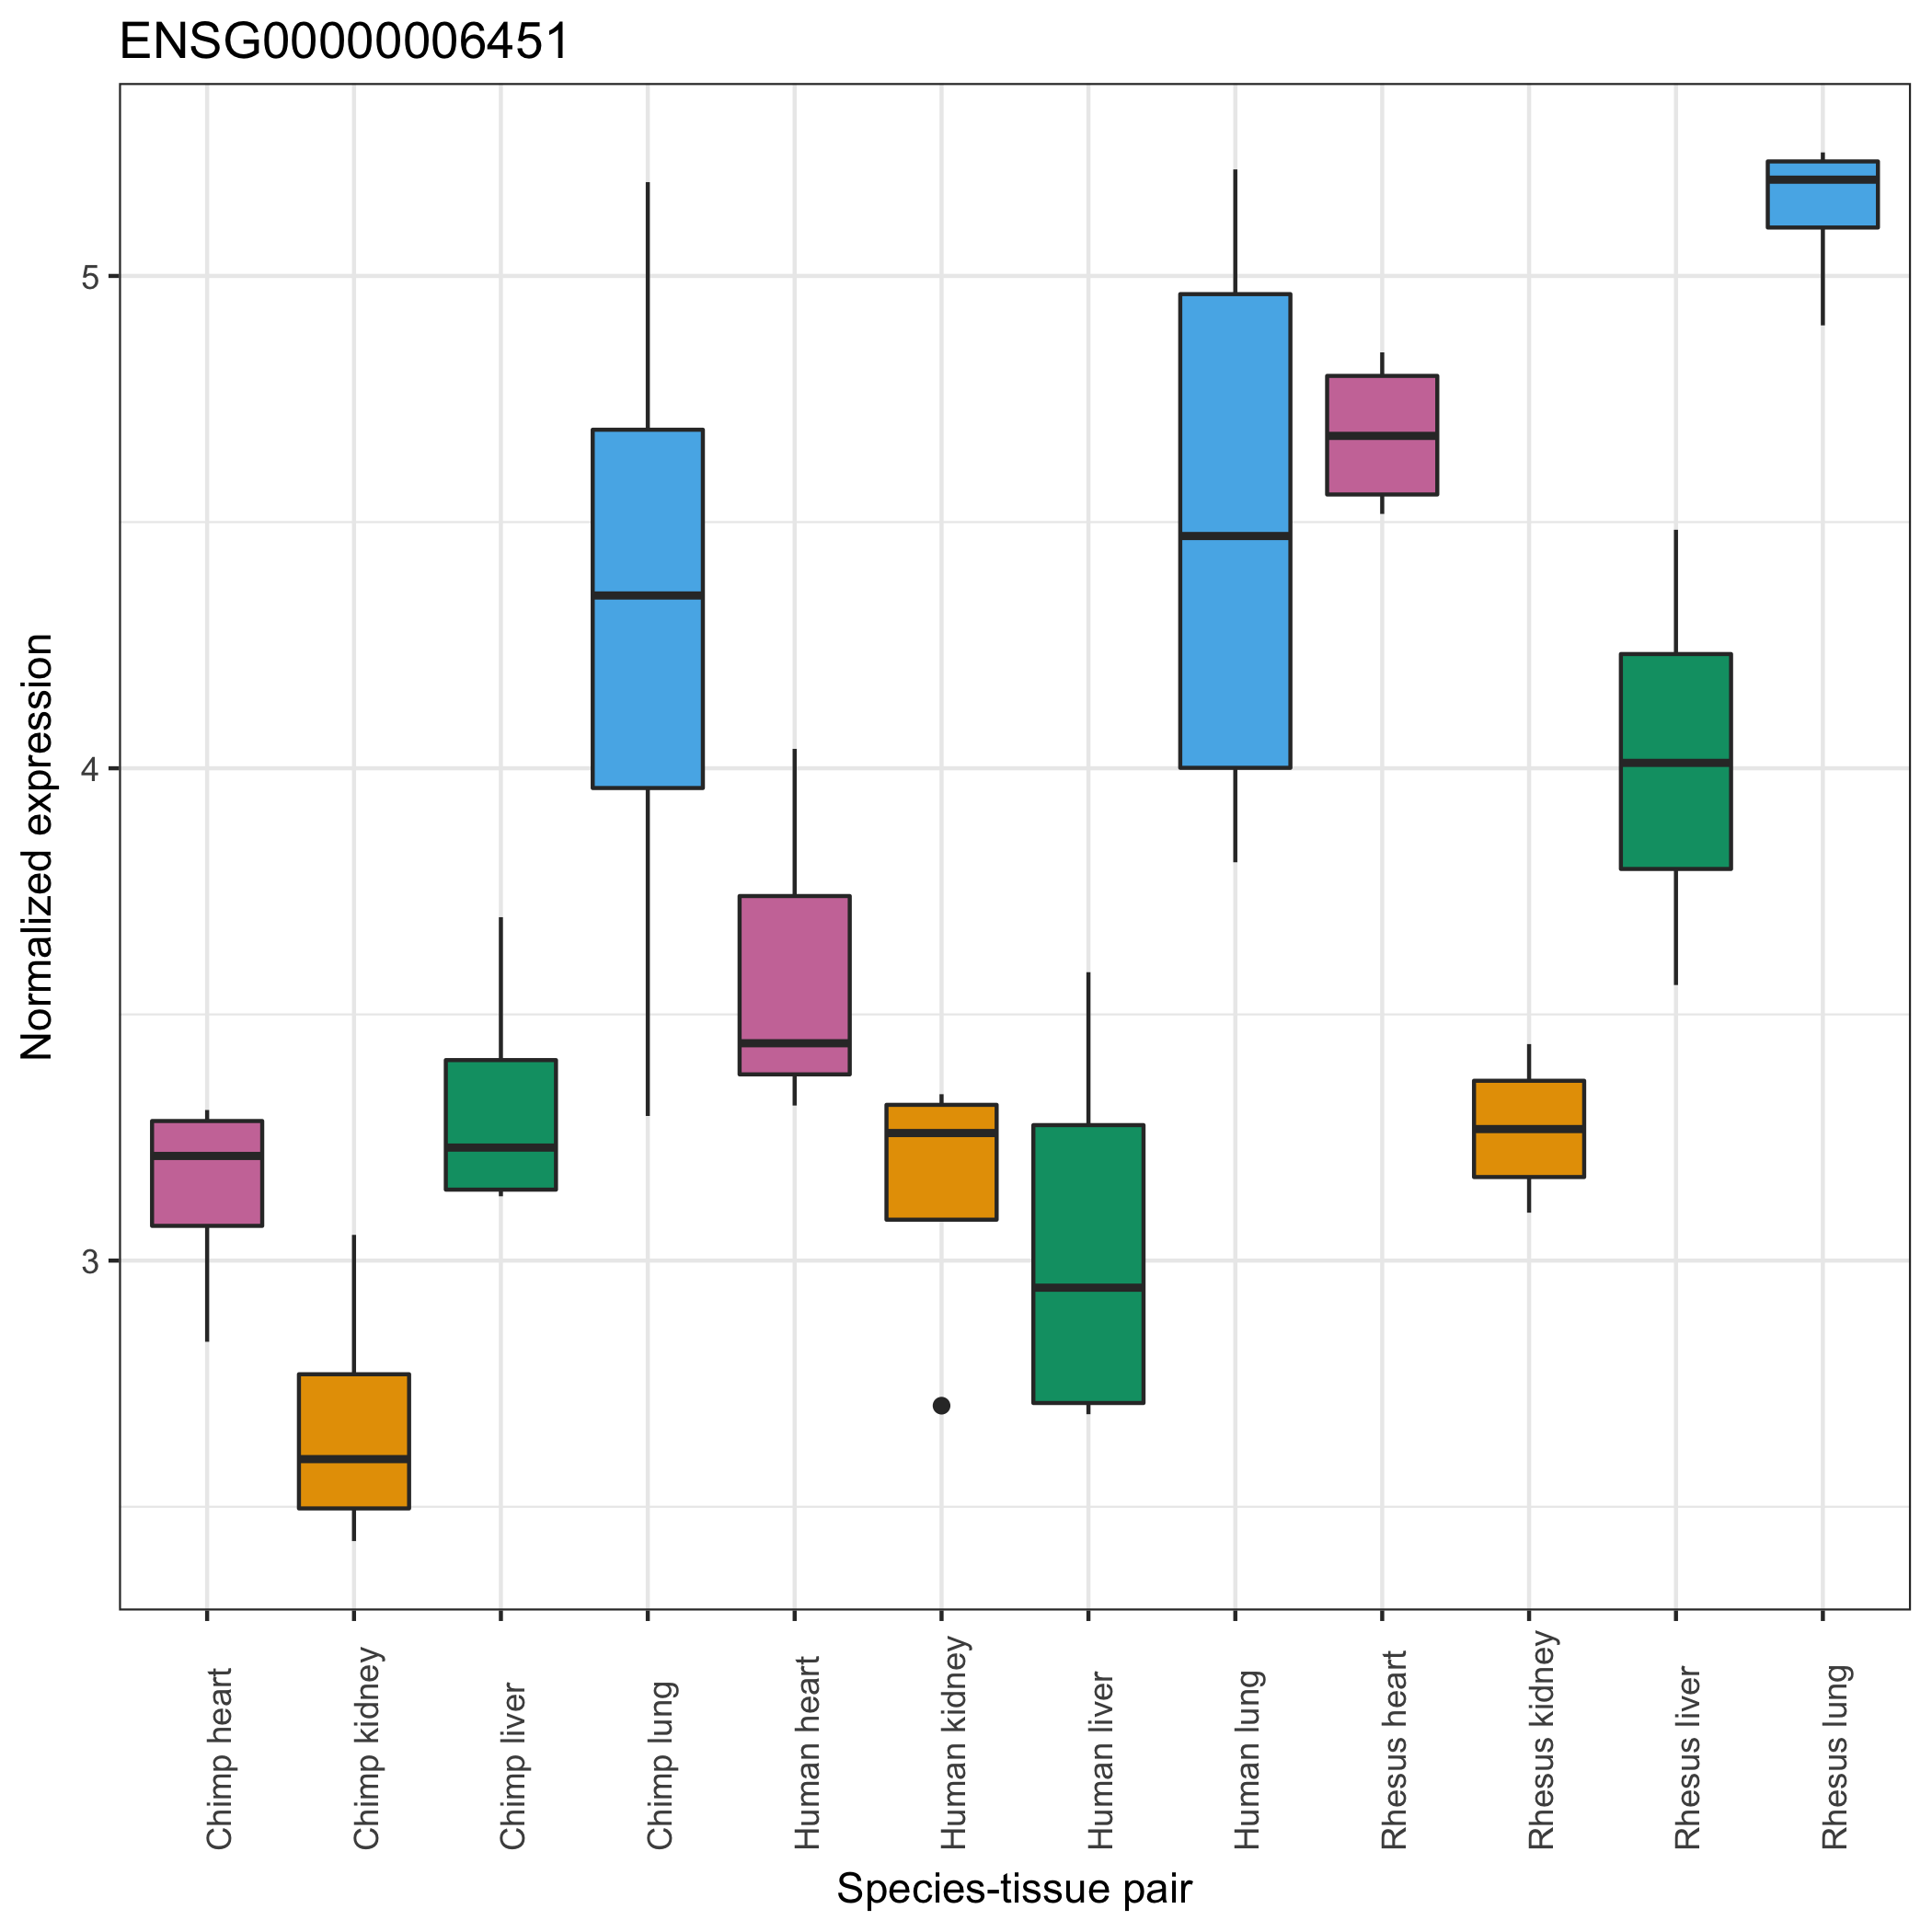 ENSG00000006451
Normalized expression
5
4
3
Chimp heart
Chimp kidney
Chimp liver
Chimp lung
Human heart
Human kidney
Human liver
Human lung
Rhesus heart
Rhesus kidney
Rhesus liver
Rhesus lung
Species-tissue pair